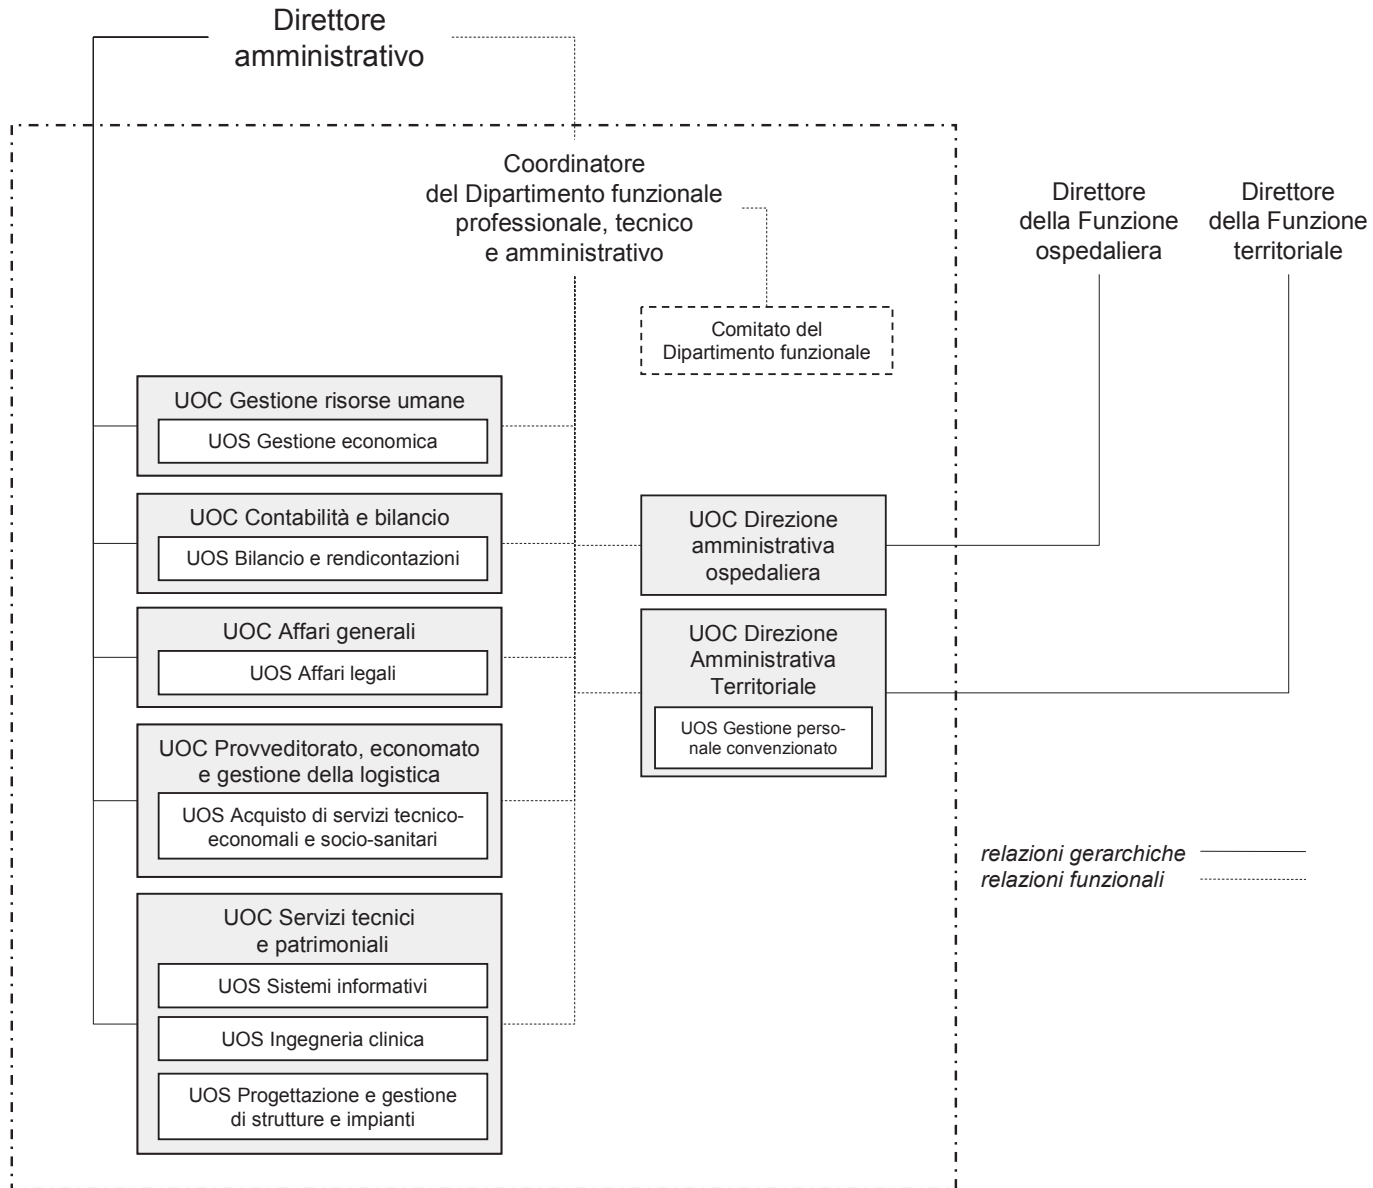 Direttore
amministrativo
Coordinatore
del Dipartimento funzionale
professionale, tecnico
e amministrativo
Direttore
della Funzione
ospedaliera
Direttore
della Funzione
territoriale
Comitato del
Dipartimento funzionale
UOC Gestione risorse umane
UOS Gestione economica
UOC Contabilità e bilancio
UOS Bilancio e rendicontazioni
UOC Affari generali
UOS Affari legali
UOC Provveditorato, economato
e gestione della logistica
UOS Acquisto di servizi tecnico-
economali e socio-sanitari
UOC Servizi tecnici
e patrimoniali
UOS Sistemi informativi
UOS Ingegneria clinica
UOS Progettazione e gestione
di strutture e impianti
UOC Direzione
amministrativa
ospedaliera
UOC Direzione
Amministrativa
Territoriale
UOS Gestione perso-
nale convenzionato
relazioni gerarchiche
relazioni funzionali